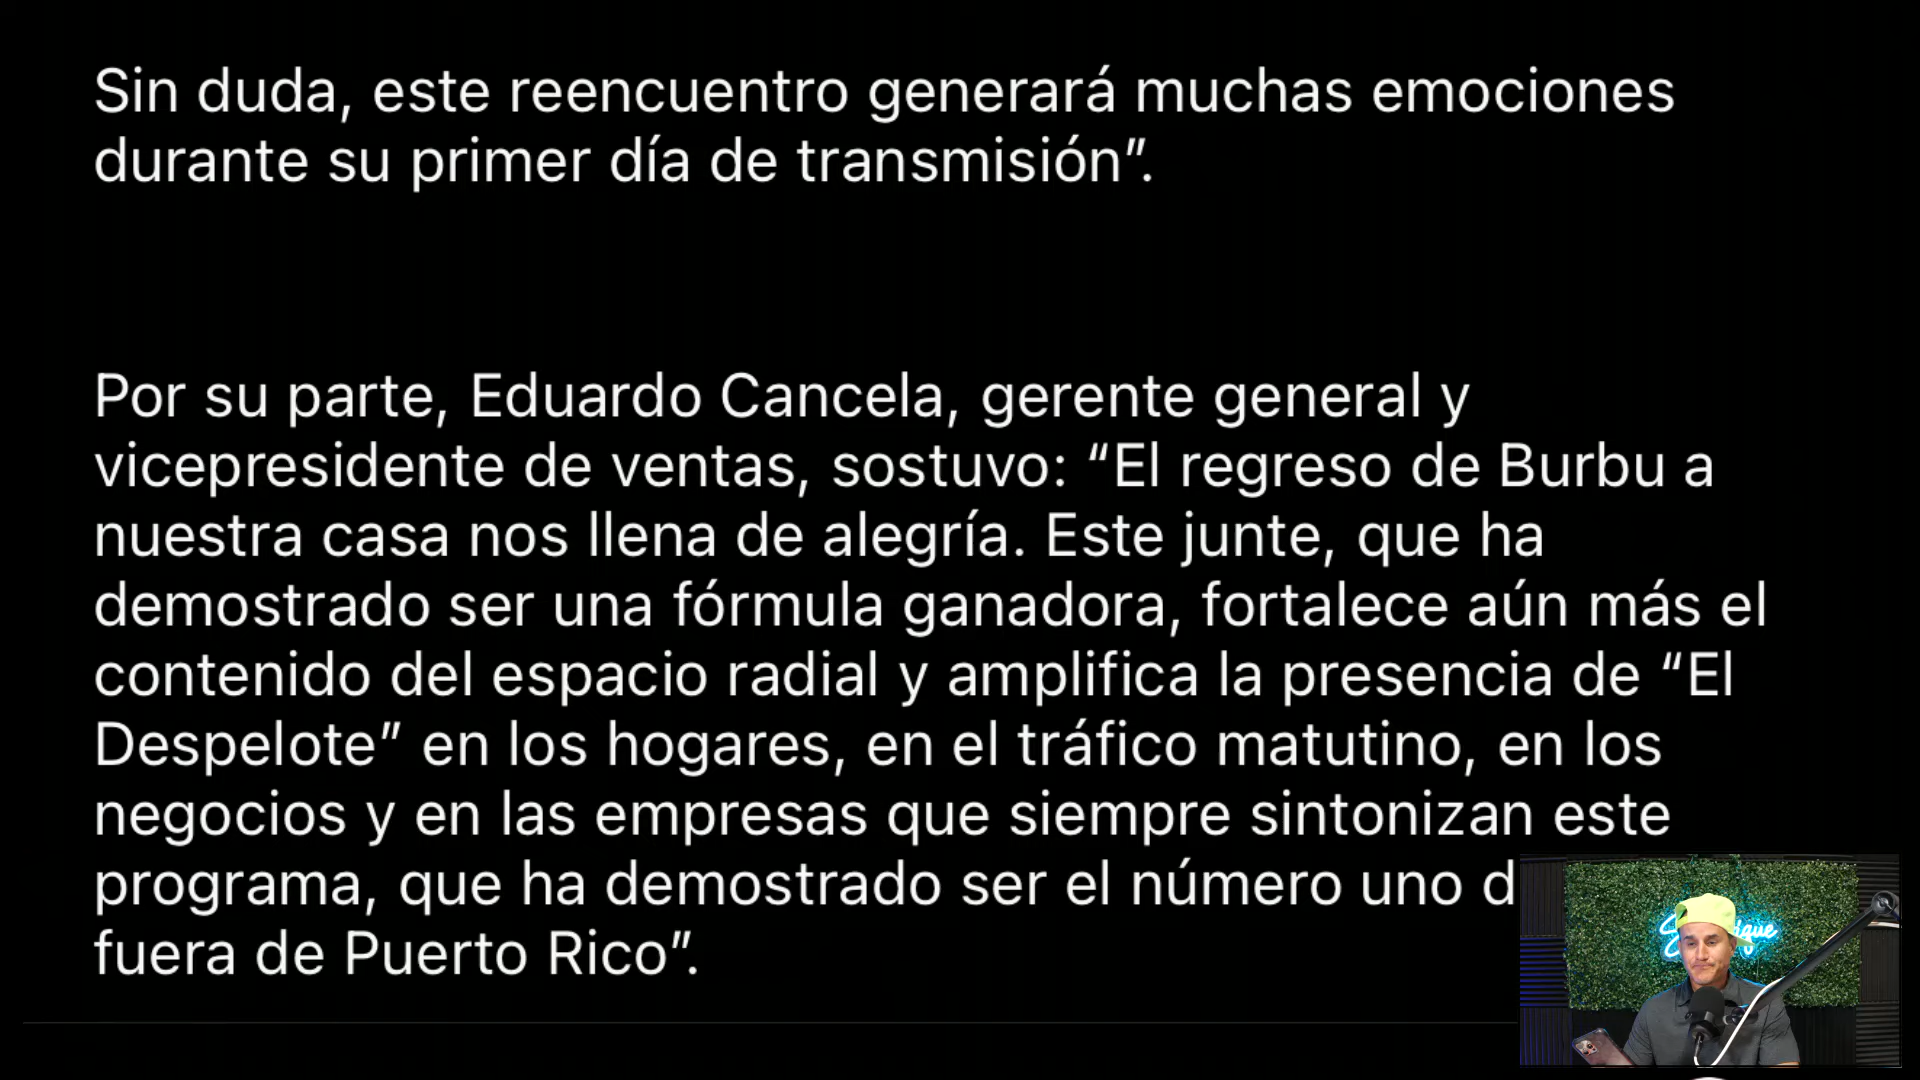 Sin duda, este reencuentro generará muchas emociones
durante su primer día de transmisión”.
Por su parte, Eduardo Cancela, gerente general y
vicepresidente de ventas, sostuvo: “El regreso de Burbu a
nuestra casa nos llena de alegría. Este junte, que ha
demostrado ser una fórmula ganadora, fortalece aún más el
contenido del espacio radial y amplifica la presencia de “El
Despelote” en los hogares, en el tráfico matutino, en los
negocios y en las empresas que siempre sintonizan este
programa, que ha demostrado ser el número uno d
fuera de Puerto Rico”.